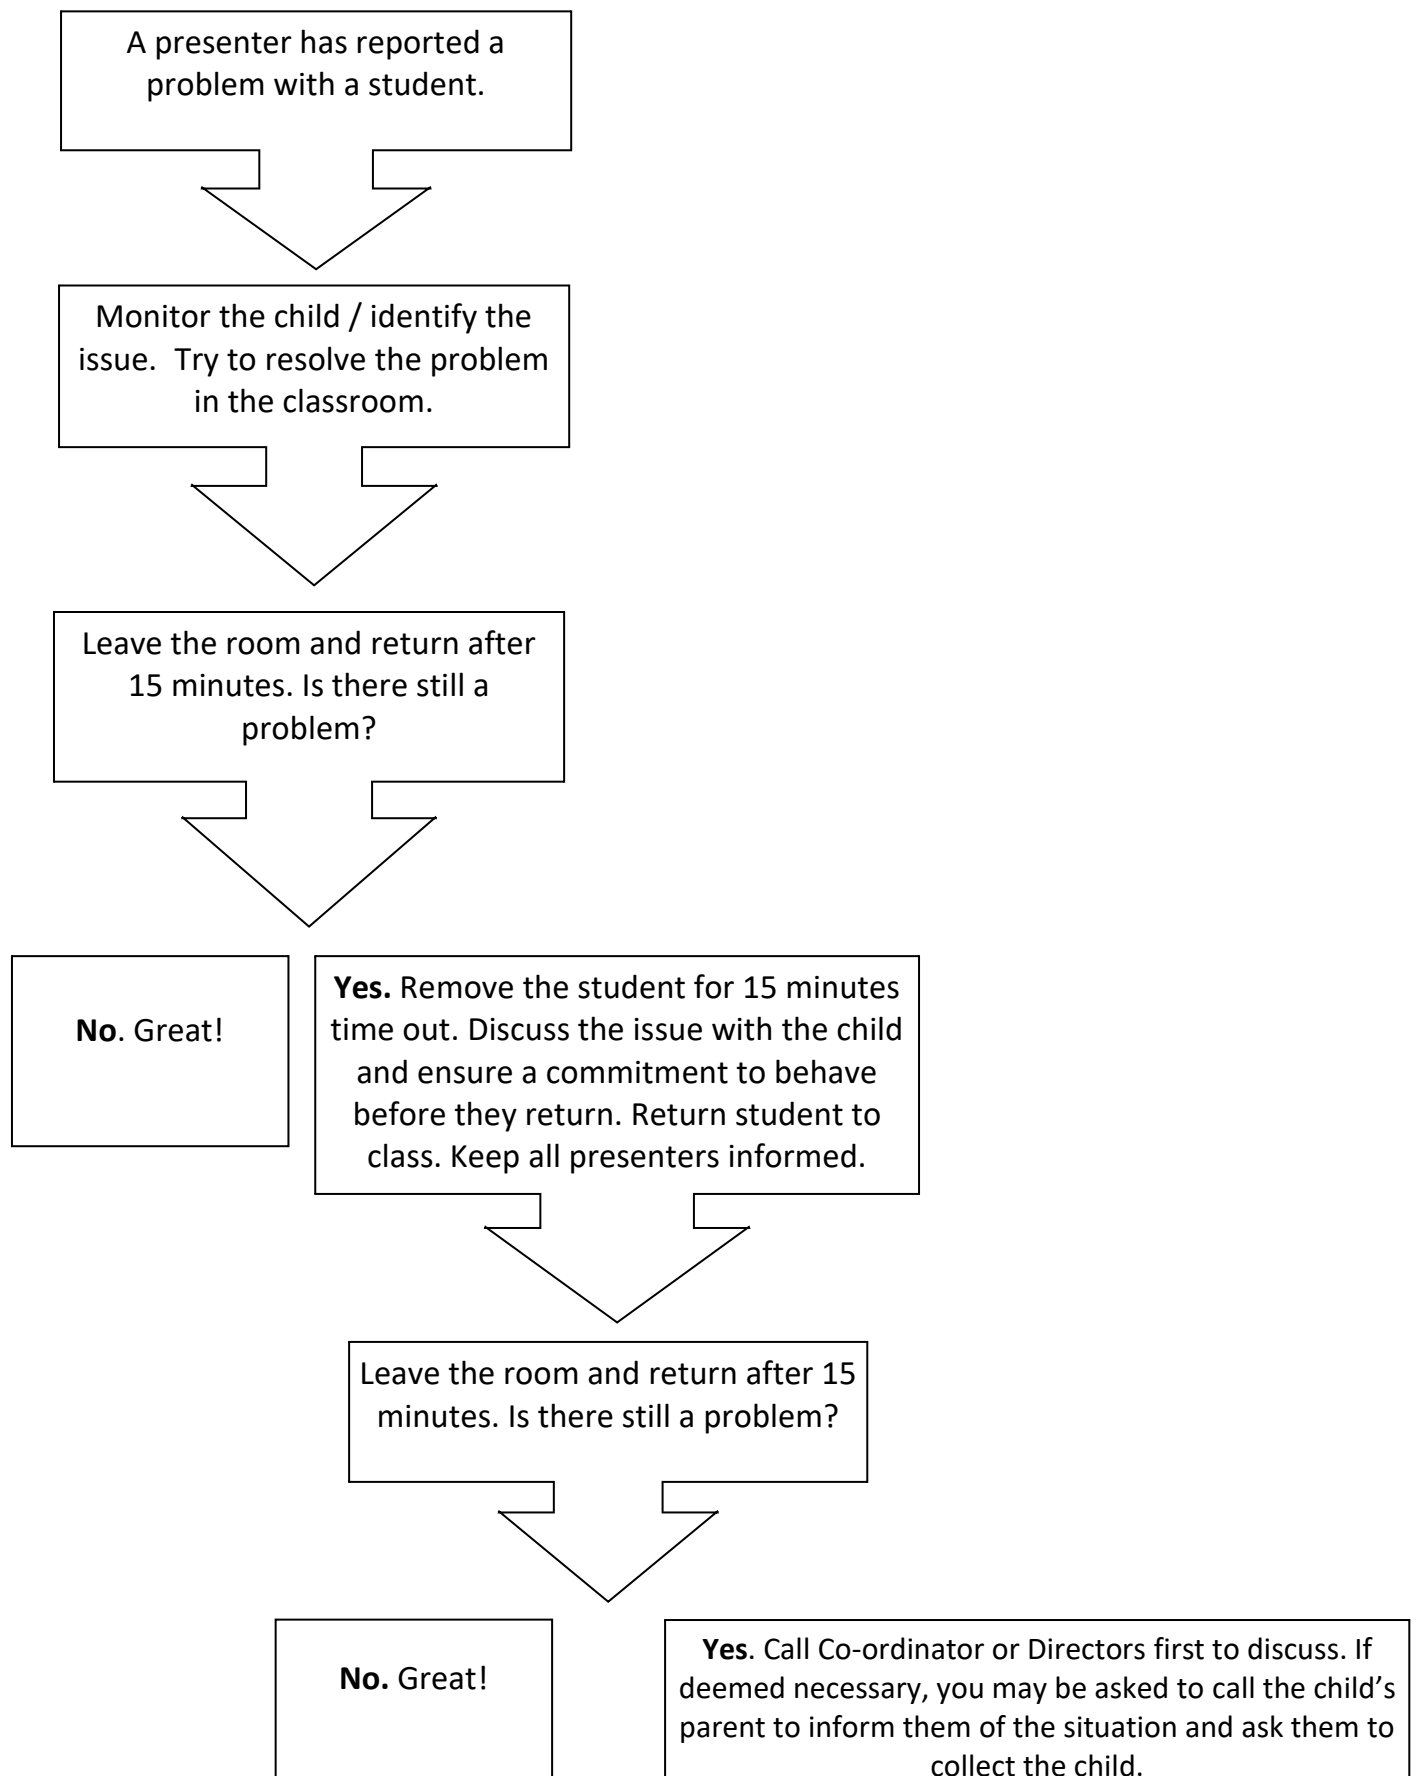 A presenter has reported a
problem with a student.
Monitor the child / identify the
issue.  Try to resolve the problem
in the classroom.
Leave the room and return after
15 minutes. Is there still a
problem?
No. Great!
Yes. Remove the student for 15 minutes
time out. Discuss the issue with the child
and ensure a commitment to behave
before they return. Return student to
class. Keep all presenters informed.
Leave the room and return after 15
minutes. Is there still a problem?
No. Great!
Yes. Call Co-ordinator or Directors first to discuss. If
deemed necessary, you may be asked to call the child’s
parent to inform them of the situation and ask them to
collect the child.